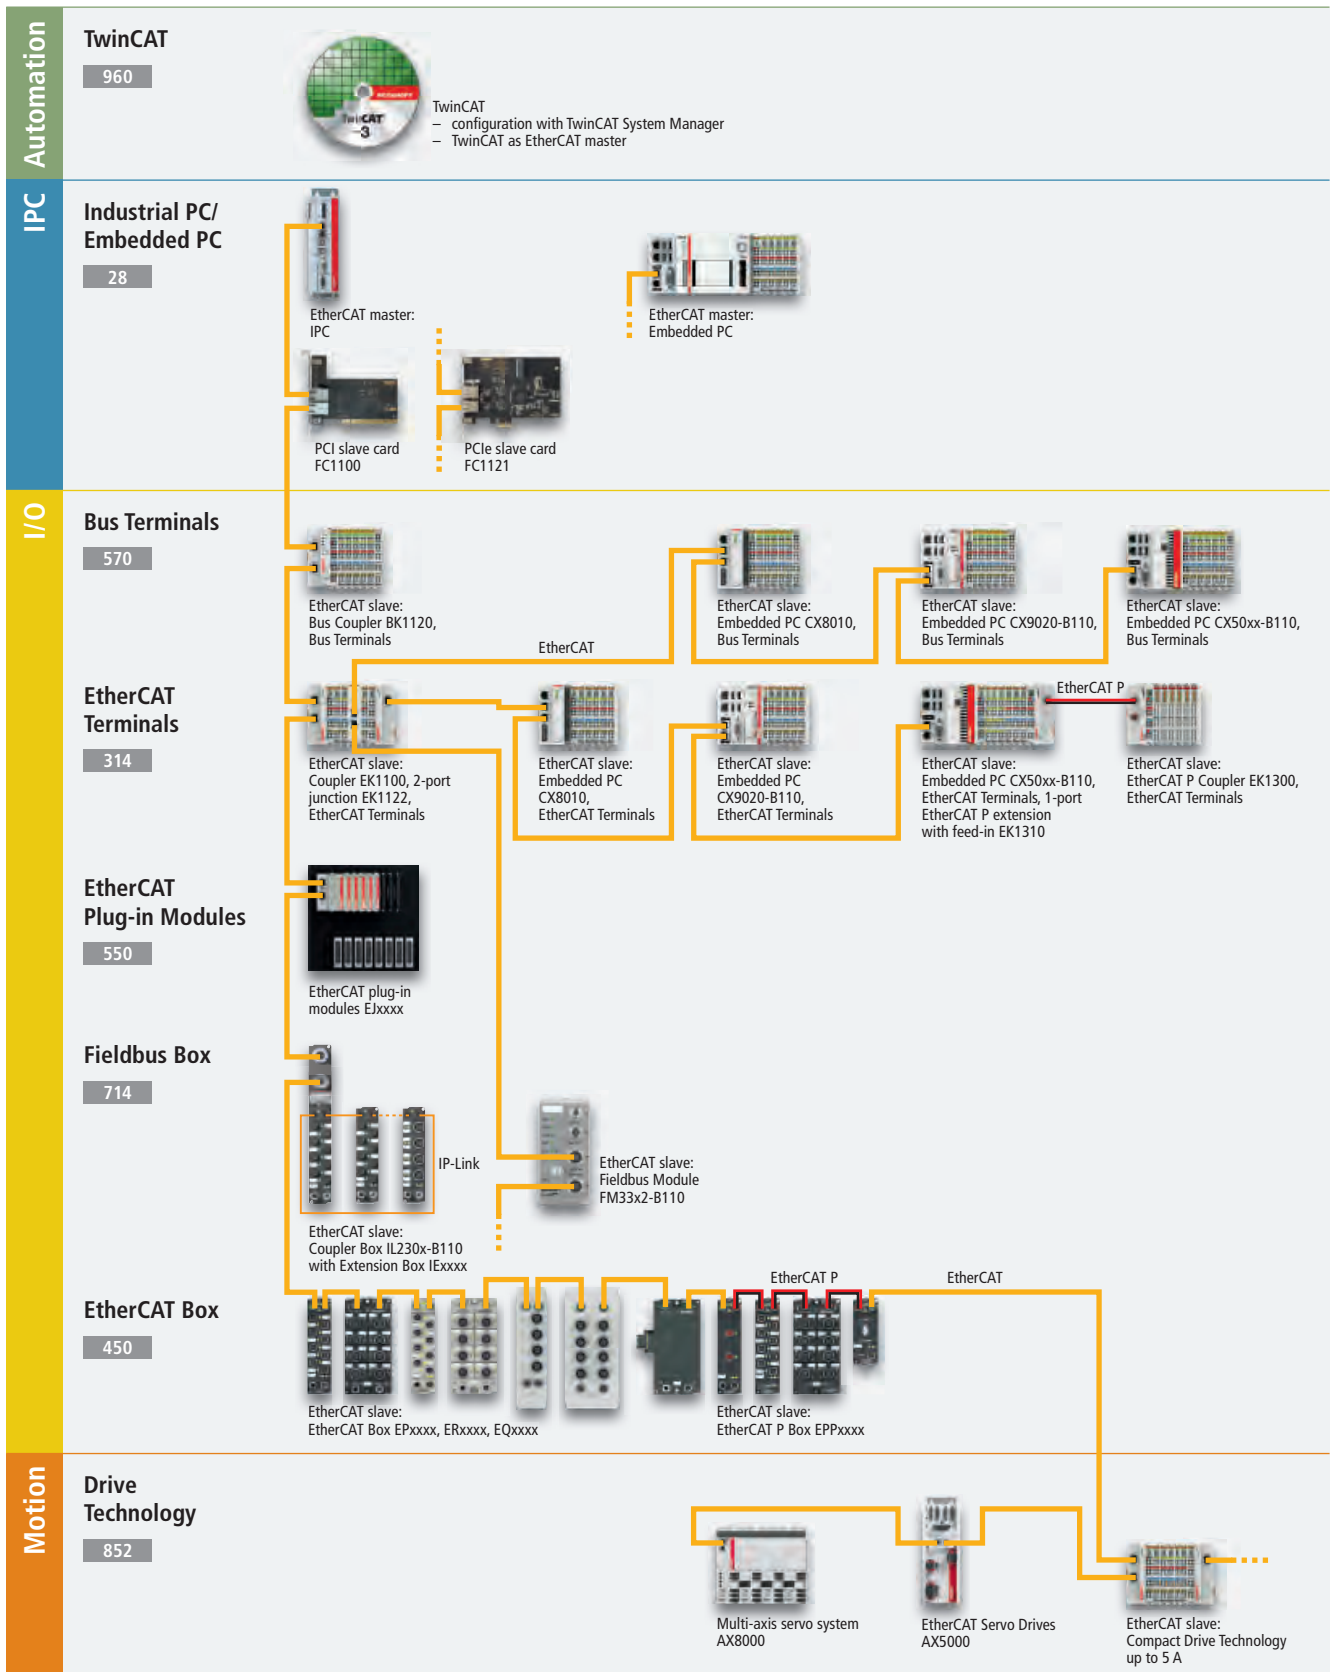 Automation
TwinCAT
960
TwinCAT
3
TwinCAT
– configuration with TwinCAT System Manager
– TwinCAT as EtherCAT master
IPC
Industrial PC/
Embedded PC
28
EtherCAT master:
IPC
EtherCAT master:
Embedded PC
PCI slave card
FC1100
PCIe slave card
FC1121
I/O
Bus Terminals
570
EtherCAT slave:
Bus Coupler BK1120,
Bus Terminals
EtherCAT slave:
Embedded PC CX8010,
Bus Terminals
EtherCAT slave:
Embedded PC CX9020-B110,
Bus Terminals
EtherCAT slave:
Embedded PC CX50xx-B110,
Bus Terminals
EtherCAT
EtherCAT
Terminals
314
EtherCAT P
EtherCAT slave:
Coupler EK1100, 2-port
junction EK1122,
EtherCAT Terminals
EtherCAT slave:
Embedded PC
CX8010,
EtherCAT Terminals
EtherCAT slave:
Embedded PC
CX9020-B110,
EtherCAT Terminals
EtherCAT slave:
Embedded PC CX50xx-B110,
EtherCAT Terminals, 1-port
EtherCAT P extension
with feed-in EK1310
EtherCAT slave:
EtherCAT P Coupler EK1300,
EtherCAT Terminals
EtherCAT
Plug-in Modules
550
EtherCAT plug-in
modules EJxxxx
Fieldbus Box
714
IP-Link
EtherCAT slave:
Fieldbus Module
FM33x2-B110
EtherCAT slave:
Coupler Box IL230x-B110
with Extension Box IExxxx
EtherCAT Box
450
EtherCAT P
EtherCAT
EtherCAT slave:
EtherCAT Box EPxxxx, ERxxxx, EQxxxx
EtherCAT slave:
EtherCAT P Box EPPxxxx
Motion
Drive
Technology
852
Multi-axis servo system
AX8000
EtherCAT Servo Drives
AX5000
EtherCAT slave:
Compact Drive Technology
up to 5 A